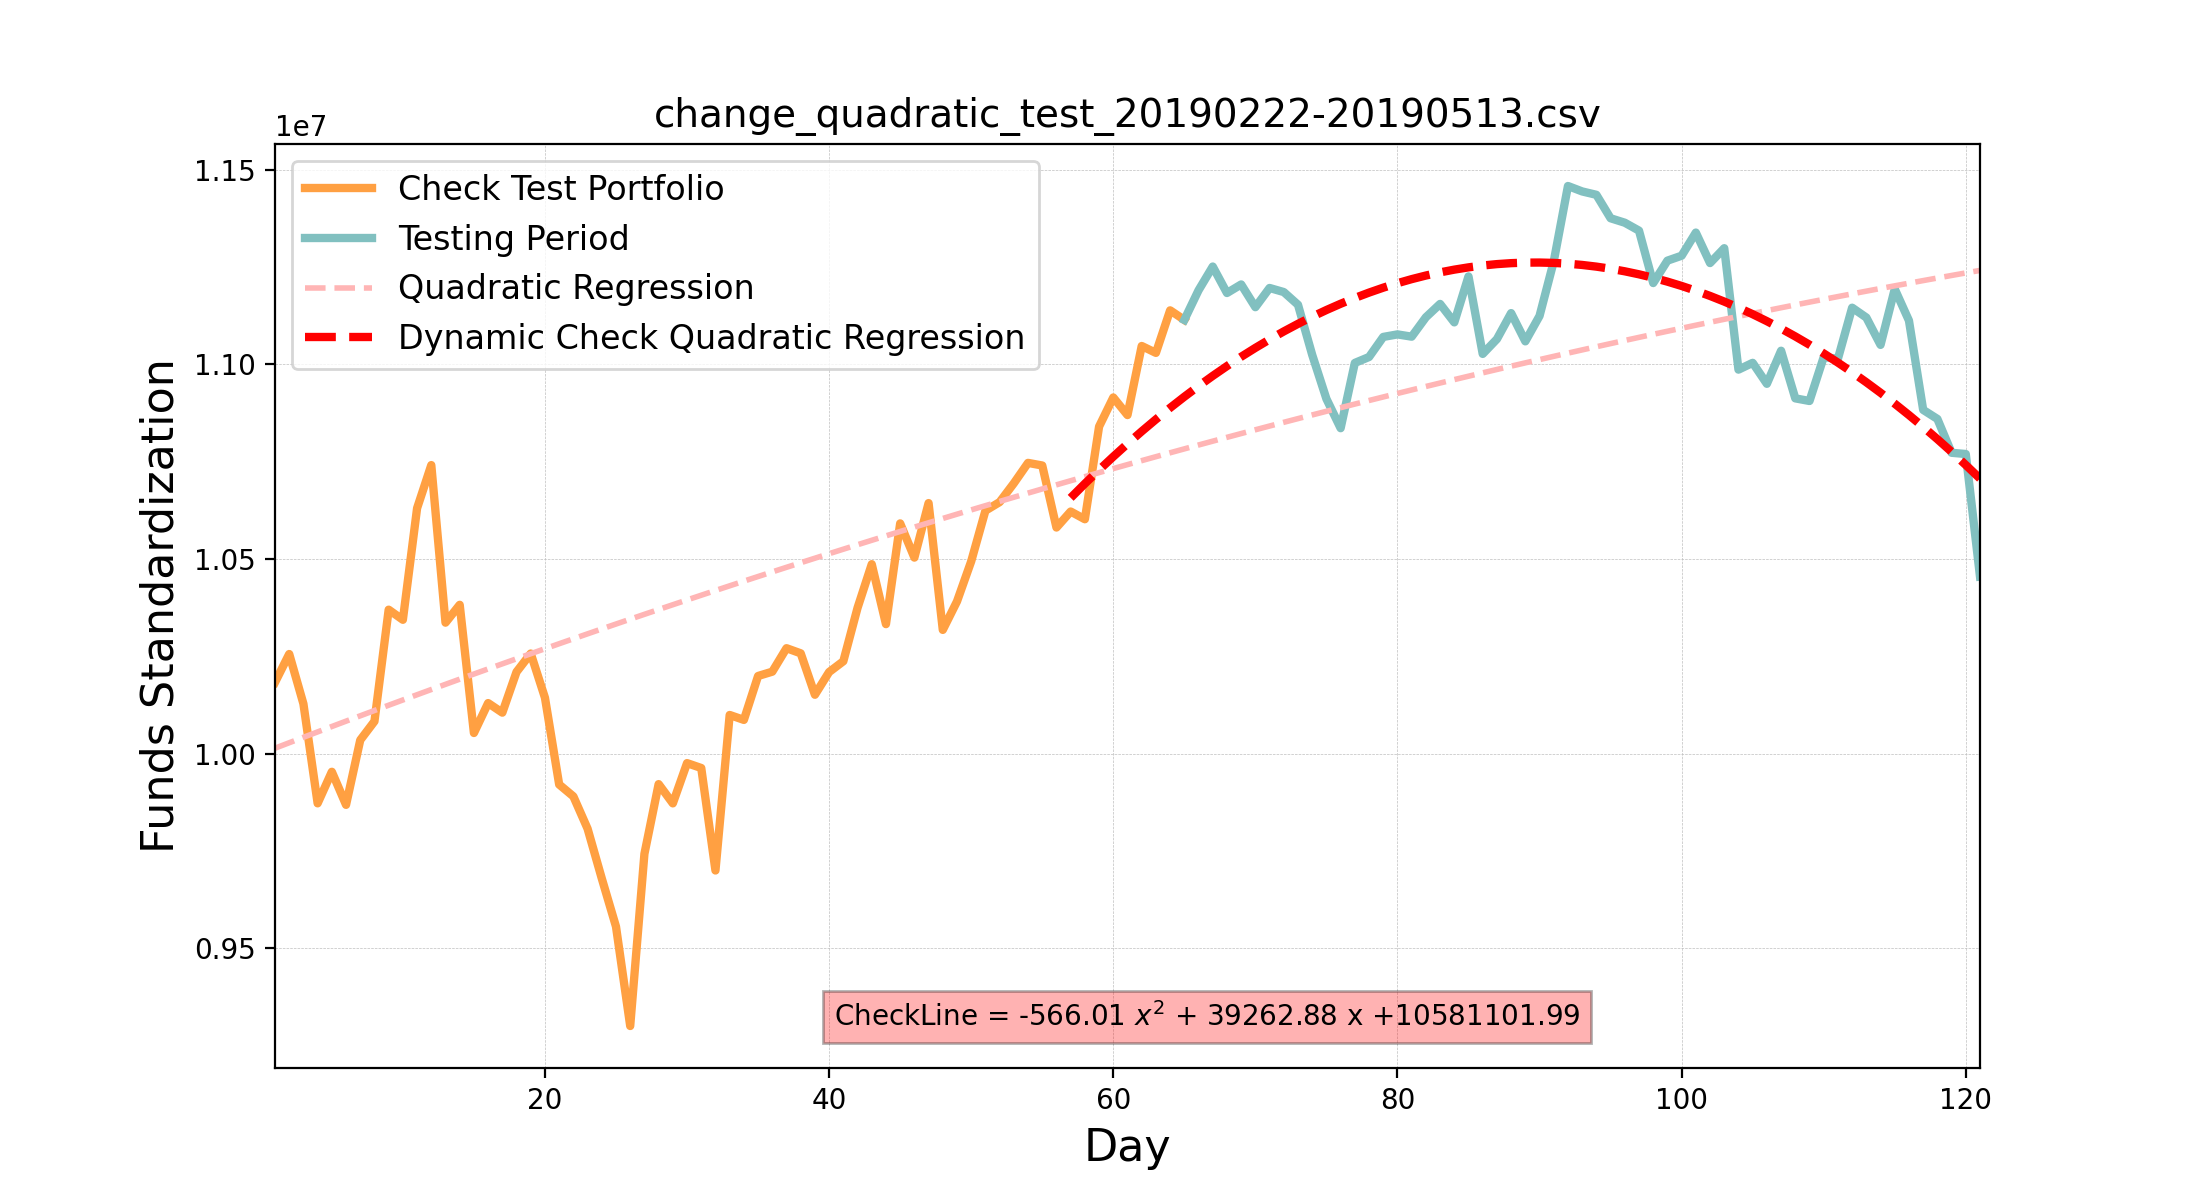 change_quadratic_test_20190222-20190513.csv
1e7
Check Test Portfolio
Testing Period
Quadratic Regression
Dynamic Check Quadratic Regression
1.15
1.10
1.05
1.00
0.95
Funds Standardization
CheckLine = -566.01 x² + 39262.88 x +10581101.99
20 40 60 80 100 120
Day